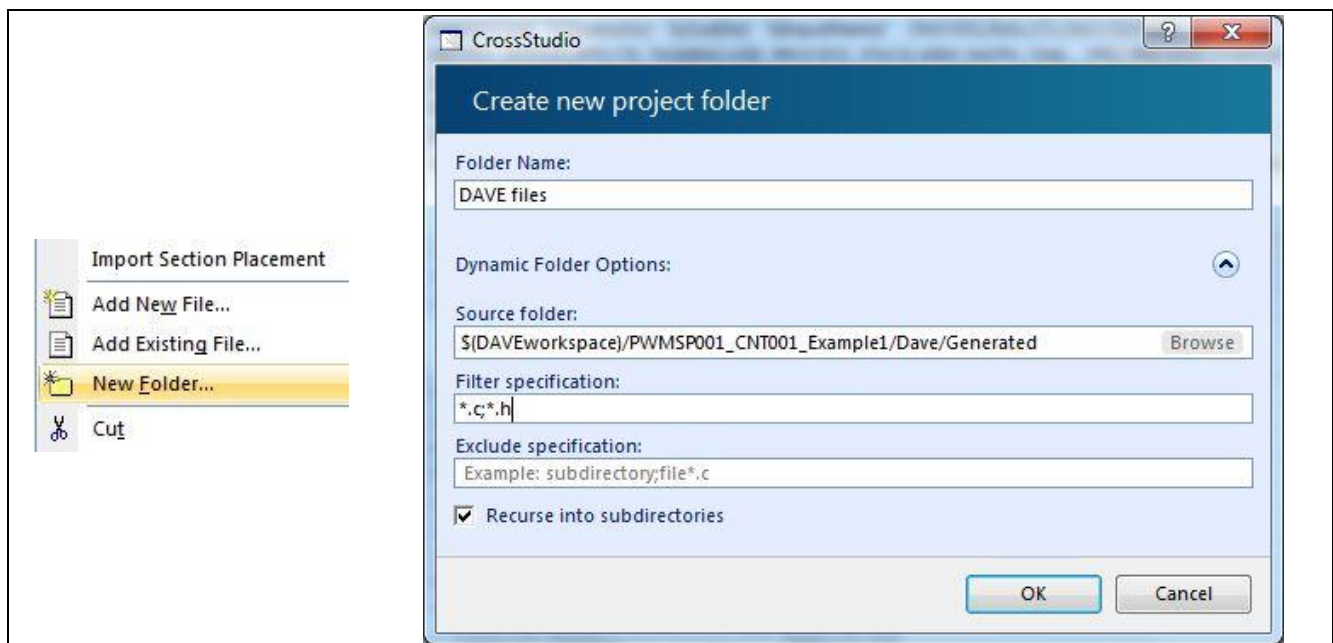 Import Section Placement
Add New File...
Add Existing File...
New Folder...
Cut
CrossStudio
Create new project folder
Folder Name:
DAVE files
Dynamic Folder Options:
Source folder:
$(DAVEworkspace)/PWMSP001_CNT001_Example1/Dave/Generated
Browse
Filter specification:
*.c;*.h
Exclude specification:
Example: subdirectory;file*.c
Recurse into subdirectories
OK
Cancel